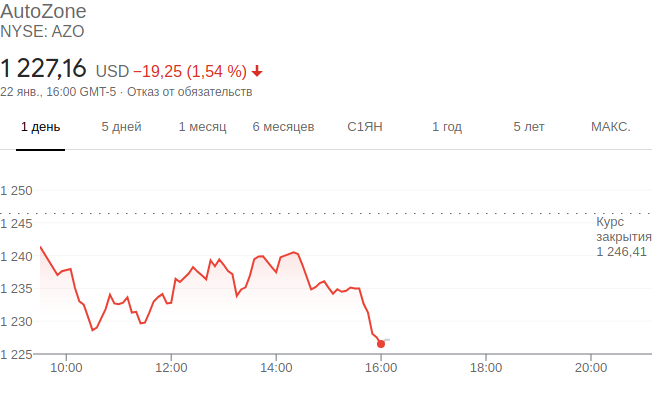 AutoZone
NYSE: AZO
1 227,16 USD −19,25 (1,54 %)
22 янв., 16:00 GMT-5 · Отказ от обязательств
1 день 5 дней 1 месяц 6 месяцев С1ЯН 1 год 5 лет МАКС.
1 250
1 245
1 240
1 235
1 230
1 225
Курс
закрытия
1 246,41
10:00 12:00 14:00 16:00 18:00 20:00